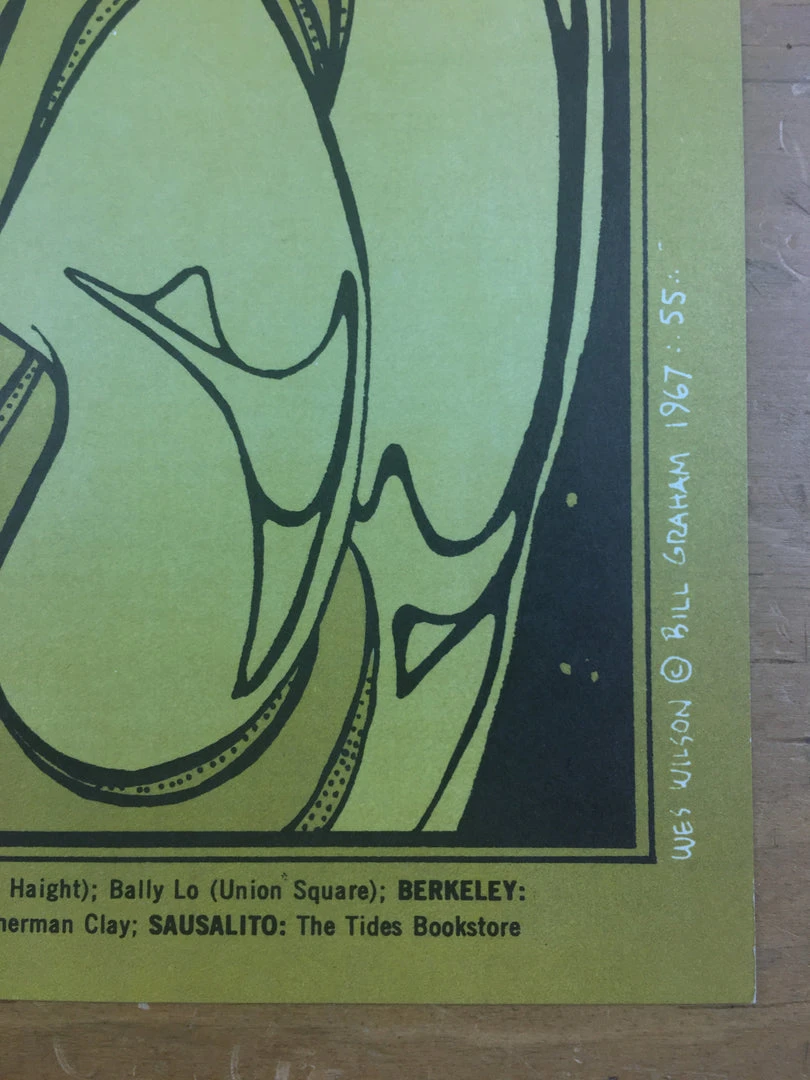 WES WILSON © BILL GRAHAM 1967 :. 55:.
Haight); Bally Lo (Union Square); BERKELEY:
herman Clay; SAUSALITO: The Tides Bookstore